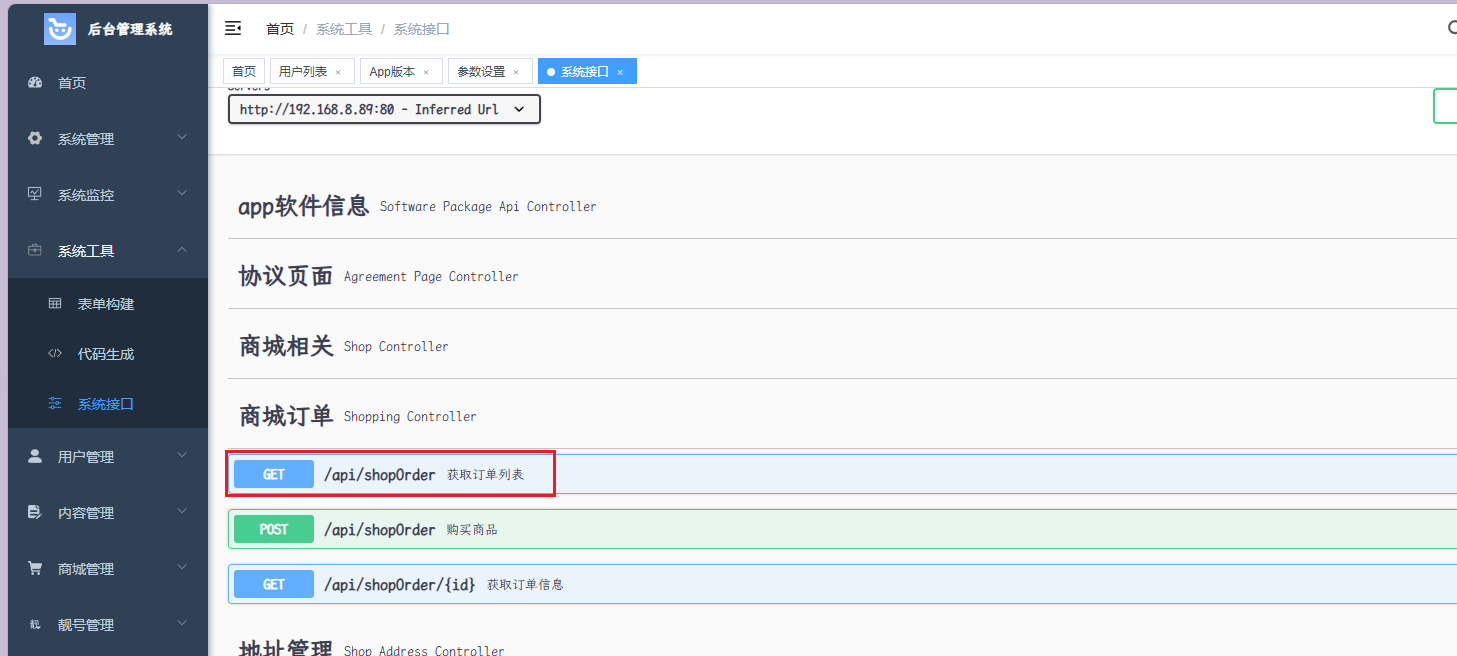 后台管理系统
首页
系统管理
系统监控
系统工具
表单构建
代码生成
系统接口
用户管理
内容管理
商城管理
靓号管理
首页 / 系统工具 / 系统接口
首页 用户列表 × App版本 × 参数设置 × 系统接口 ×
Servers
http://192.168.8.89:80 - Inferred Url
app软件信息 Software Package Api Controller
协议页面 Agreement Page Controller
商城相关 Shop Controller
商城订单 Shopping Controller
GET /api/shopOrder 获取订单列表
POST /api/shopOrder 购买商品
GET /api/shopOrder/{id} 获取订单信息
地址管理 Shop Address Controller